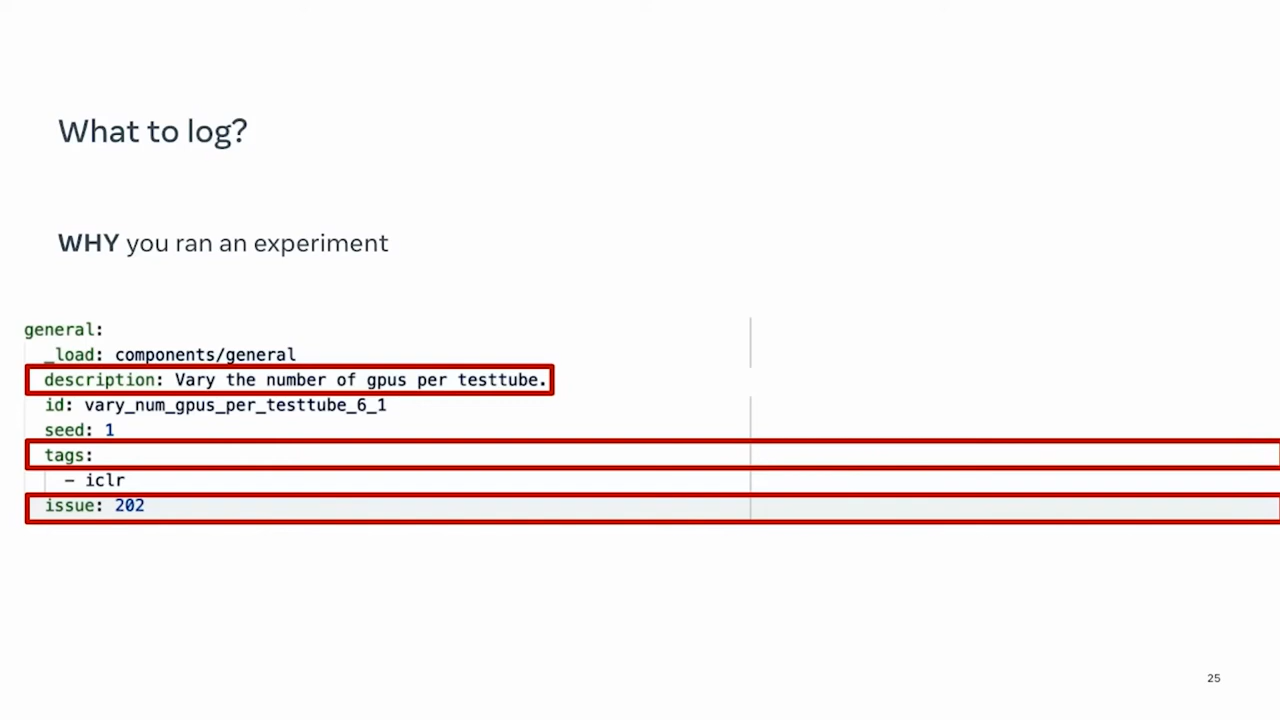 What to log?
WHY you ran an experiment
general:
_load: components/general
description: Vary the number of gpus per testtube.
id: vary_num_gpus_per_testtube_6_1
seed: 1
tags:
- iclr
issue: 202
25